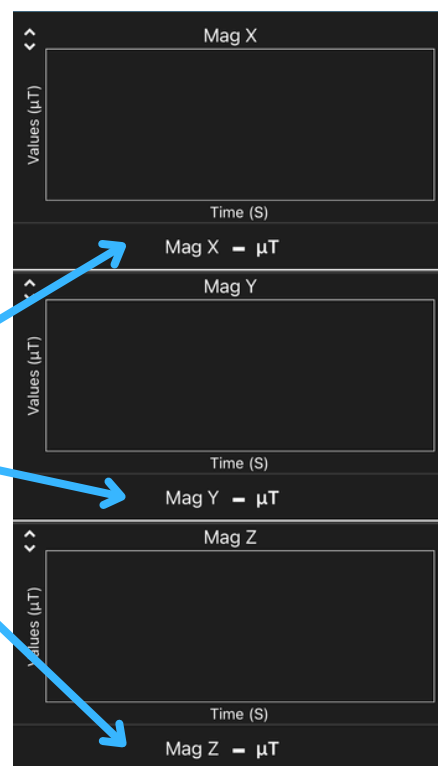 Mag X
Values (μT)
Time (S)
Mag X – μT
Mag Y
Values (μT)
Time (S)
Mag Y – μT
Mag Z
Values (μT)
Time (S)
Mag Z – μT